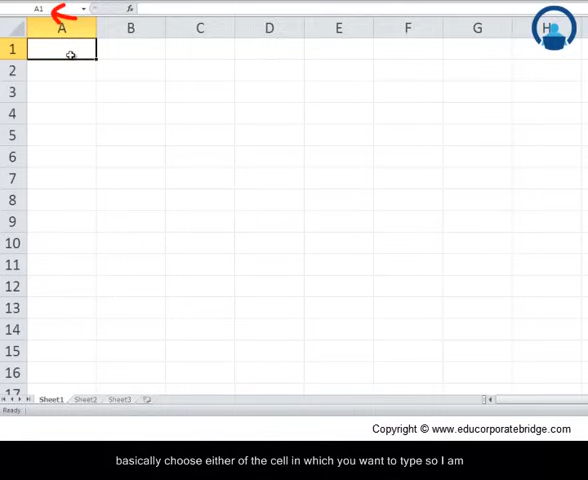 A1 fx
A B C D E F G H
1
2
3
4
5
6
7
8
9
10
11
12
13
14
15
16
17
Sheet1 Sheet2 Sheet3
Ready
Copyright © www.educorporatebridge.com
basically choose either of the cell in which you want to type so I am